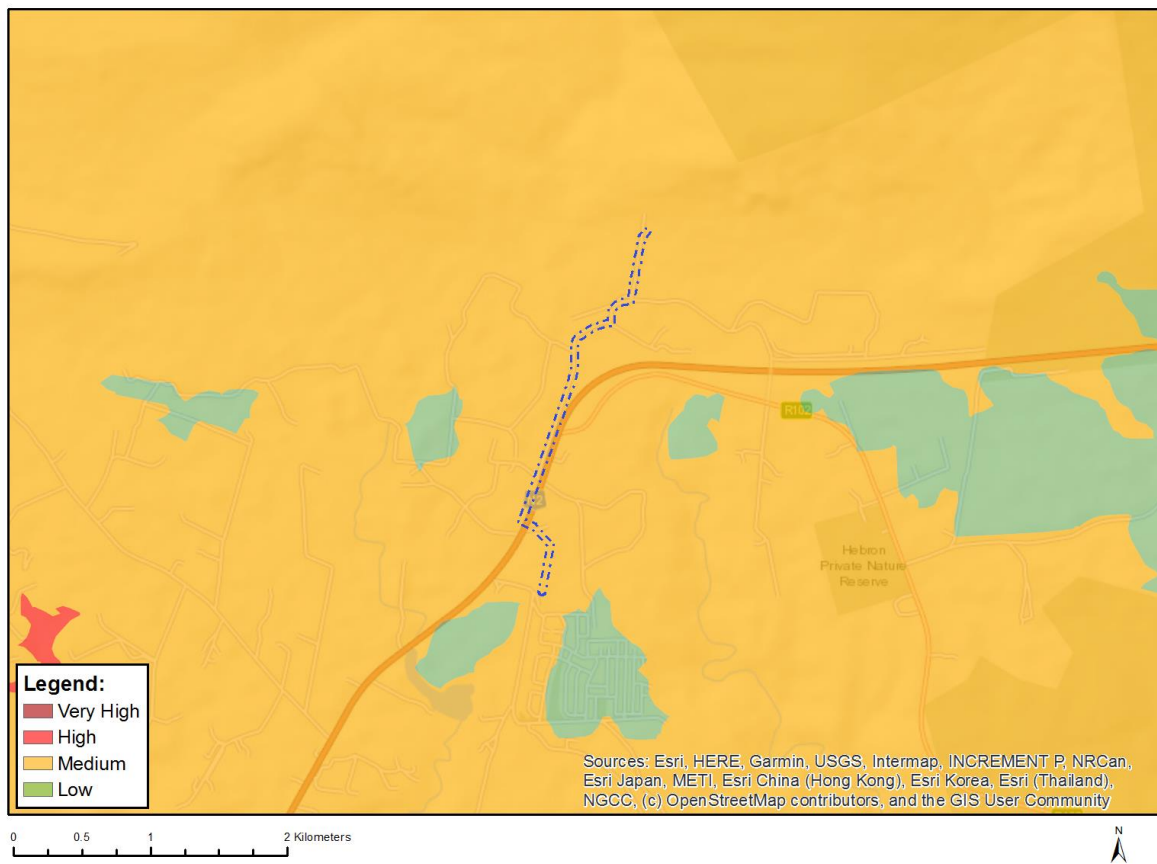 R102
Hebron
Private Nature
Reserve
Legend:
Very High
High
Medium
Low
Sources: Esri, HERE, Garmin, USGS, Intermap, INCREMENT P, NRCan,
Esri Japan, METI, Esri China (Hong Kong), Esri Korea, Esri (Thailand),
NGCC, (c) OpenStreetMap contributors, and the GIS User Community
0 0.5 1 2 Kilometers
N